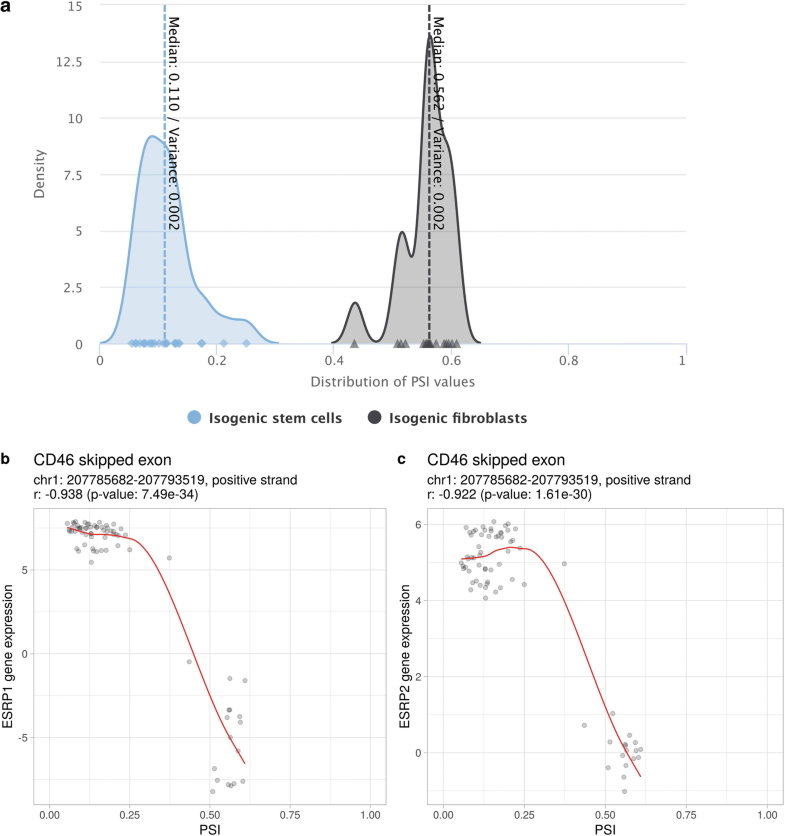 a
15
12.5
10
7.5
5
2.5
0
Density
Median: 0.110 / Variance: 0.002
Median: 0.562 / Variance: 0.002
0
0.2
0.4
0.6
0.8
1
Distribution of PSI values
Isogenic stem cells
Isogenic fibroblasts
b
CD46 skipped exon
chr1: 207785682-207793519, positive strand
r: -0.938 (p-value: 7.49e-34)
ESRP1 gene expression
5
0
-5
0.00
0.25
0.50
0.75
1.00
PSI
c
CD46 skipped exon
chr1: 207785682-207793519, positive strand
r: -0.922 (p-value: 1.61e-30)
ESRP2 gene expression
6
4
2
0
0.00
0.25
0.50
0.75
1.00
PSI